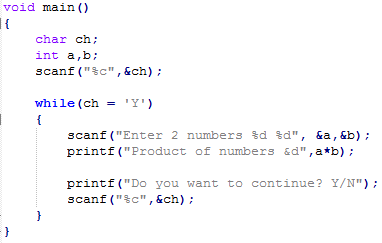 void main()
{
char ch;
int a,b;
scanf("%c",&ch);
while(ch = 'Y')
{
scanf("Enter 2 numbers %d %d", &a,&b);
printf("Product of numbers &d",a*b);
printf("Do you want to continue? Y/N");
scanf("%c",&ch);
}
}